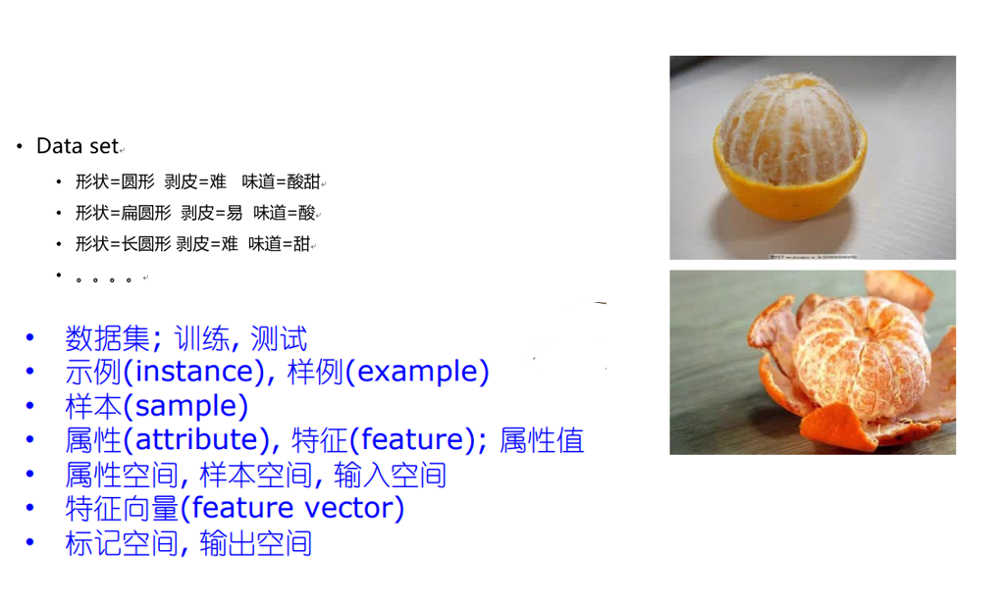 • Data set
• 形状=圆形 剥皮=难 味道=酸甜
• 形状=扁圆形 剥皮=易 味道=酸
• 形状=长圆形 剥皮=难 味道=甜
• 。。。。
• 数据集; 训练, 测试
• 示例(instance), 样例(example)
• 样本(sample)
• 属性(attribute), 特征(feature); 属性值
• 属性空间, 样本空间, 输入空间
• 特征向量(feature vector)
• 标记空间, 输出空间